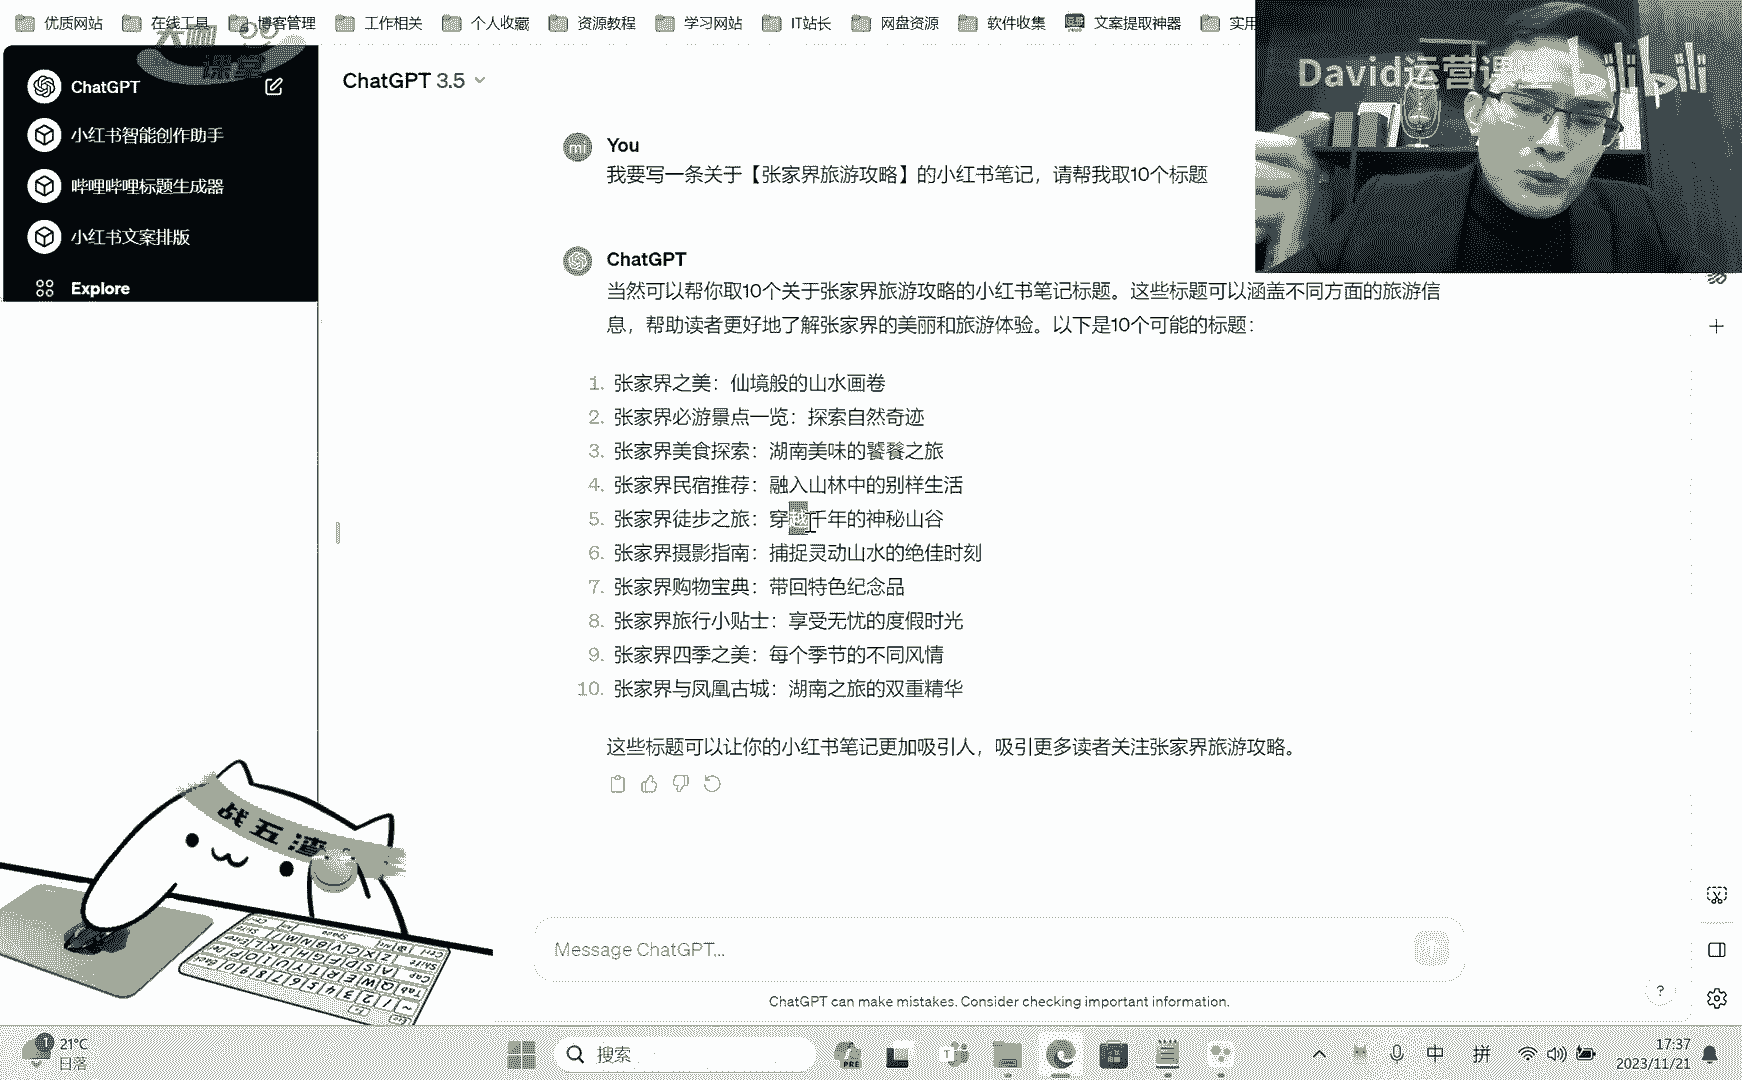 优质网站 在线工具 博客管理 工作相关 个人收藏 资源教程 学习网站 IT站长 网盘资源 软件收集 文案提取神器 实用
课堂
David运营课堂 bilibili
ChatGPT
小红书智能创作助手
哔哩哔哩标题生成器
小红书文案排版
Explore
ChatGPT 3.5
mi
You
我要写一条关于【张家界旅游攻略】的小红书笔记，请帮我取10个标题
ChatGPT
当然可以帮你取10个关于张家界旅游攻略的小红书笔记标题。这些标题可以涵盖不同方面的旅游信
息，帮助读者更好地了解张家界的美丽和旅游体验。以下是10个可能的标题：
1. 张家界之美：仙境般的山水画卷
2. 张家界必游景点一览：探索自然奇迹
3. 张家界美食探索：湖南美味的饕餮之旅
4. 张家界民宿推荐：融入山林中的别样生活
5. 张家界徒步之旅：穿越千年的神秘山谷
6. 张家界摄影指南：捕捉灵动山水的绝佳时刻
7. 张家界购物宝典：带回特色纪念品
8. 张家界旅行小贴士：享受无忧的度假时光
9. 张家界四季之美：每个季节的不同风情
10. 张家界与凤凰古城：湖南之旅的双重精华
这些标题可以让你的小红书笔记更加吸引人，吸引更多读者关注张家界旅游攻略。
战五渣
Message ChatGPT...
ChatGPT can make mistakes. Consider checking important information.
?
1
21°C
日落
搜索
PRE
中
拼
17:37
2023/11/21